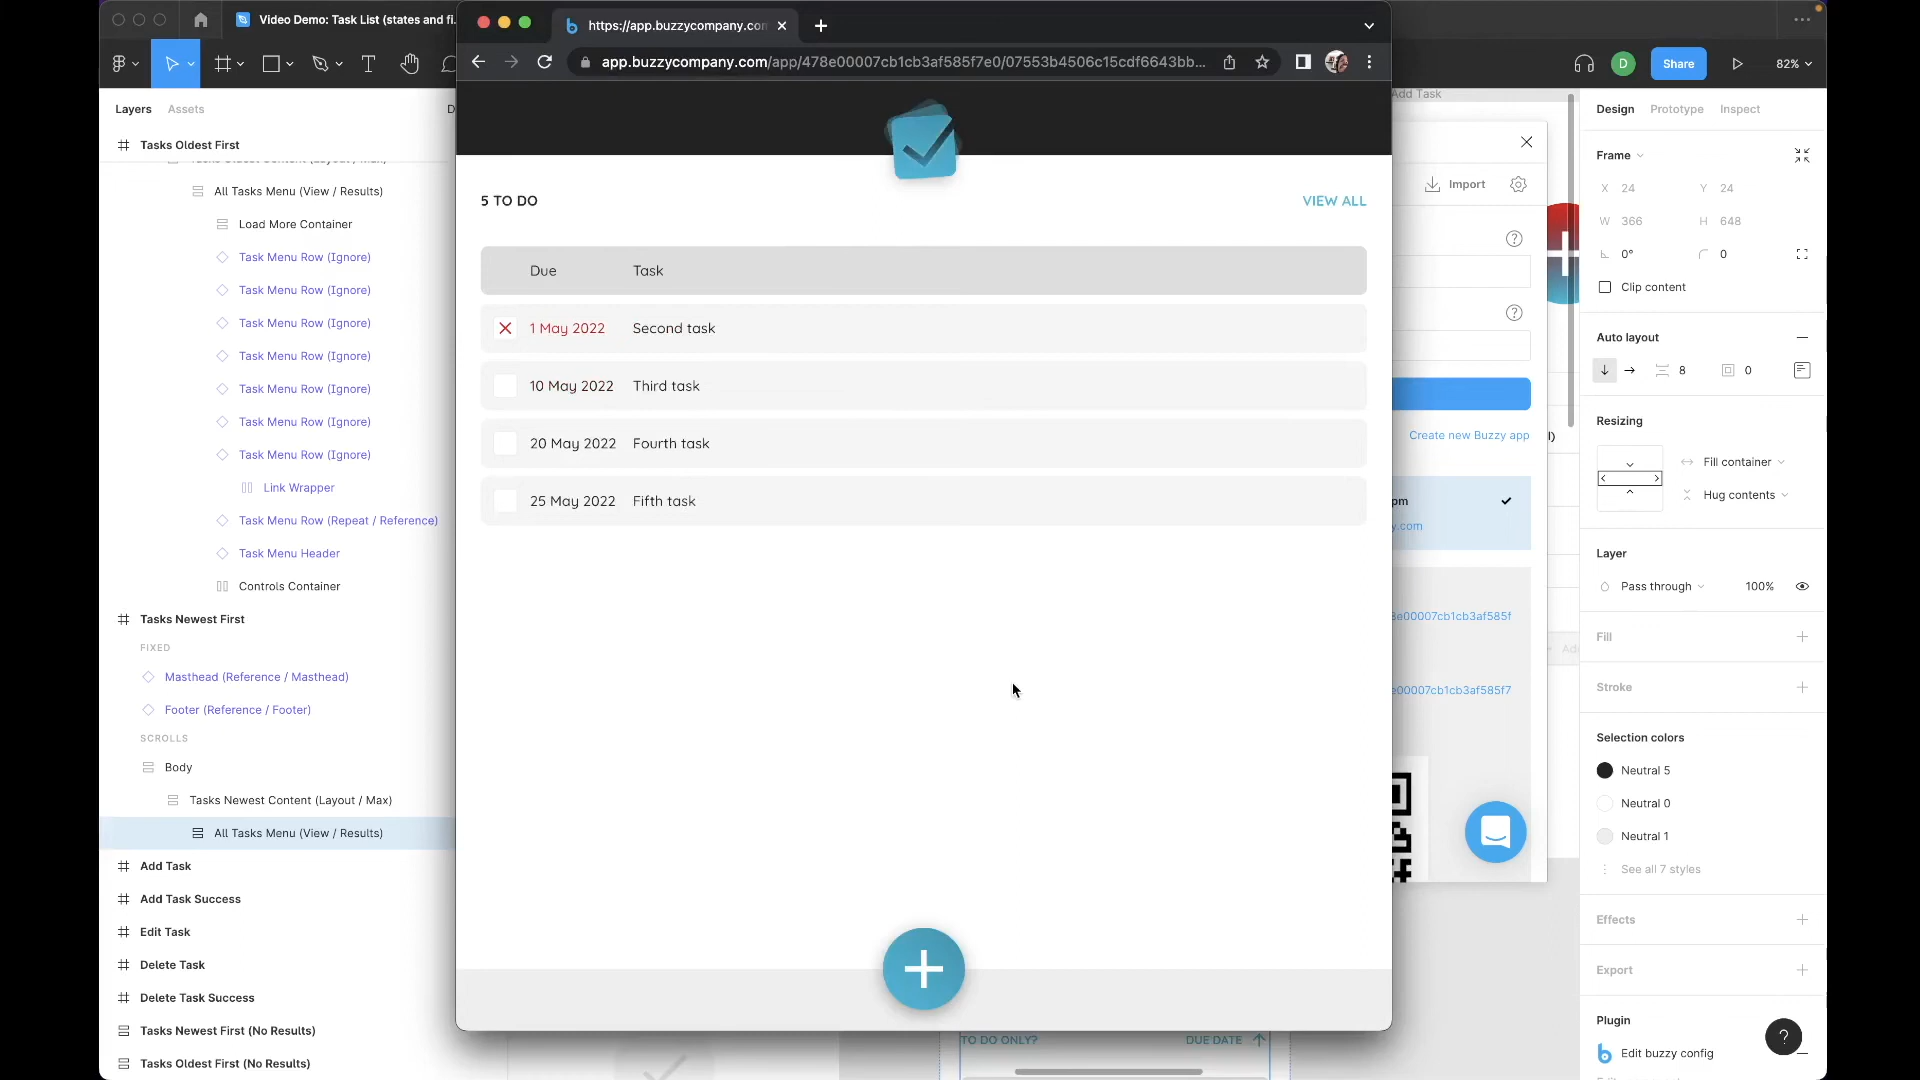 Video Demo: Task List (states and fi...
https://app.buzzycompany.co
app.buzzycompany.com/app/478e00007cb1cb3af585f7e0/07553b4506c15cdf6643bb...
D
Share
82%
Layers
Assets
D
Add Task
Design
Prototype
Inspect
Tasks Oldest First
Frame
All Tasks Menu (View / Results)
Import
X 24
Y 24
5 TO DO
VIEW ALL
Load More Container
W 366
H 648
Task Menu Row (Ignore)
0°
0
Due
Task
Task Menu Row (Ignore)
Clip content
Task Menu Row (Ignore)
1 May 2022
Second task
Auto layout
Task Menu Row (Ignore)
8
0
Task Menu Row (Ignore)
10 May 2022
Third task
Task Menu Row (Ignore)
Resizing
20 May 2022
Fourth task
Create new Buzzy app
Task Menu Row (Ignore)
Fill container
Link Wrapper
25 May 2022
Fifth task
pm
Hug contents
Task Menu Row (Repeat / Reference)
y.com
Task Menu Header
Layer
Controls Container
Pass through
100%
Tasks Newest First
8e00007cb1cb3af585f
Fill
FIXED
Masthead (Reference / Masthead)
e00007cb1cb3af585f7
Stroke
Footer (Reference / Footer)
SCROLLS
Selection colors
Body
Neutral 5
Tasks Newest Content (Layout / Max)
Neutral 0
All Tasks Menu (View / Results)
Neutral 1
Add Task
See all 7 styles
Add Task Success
Effects
Edit Task
Delete Task
Export
Delete Task Success
Plugin
Tasks Newest First (No Results)
TO DO ONLY?
DUE DATE
Edit buzzy config
Tasks Oldest First (No Results)